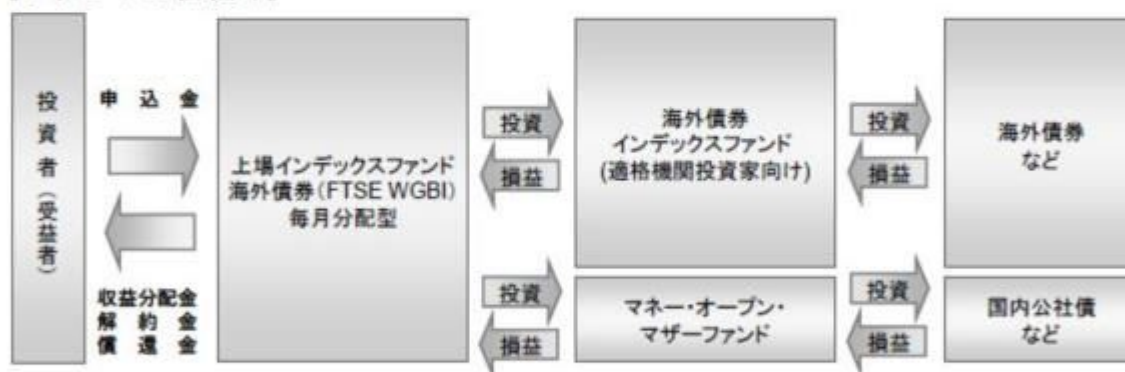 投資者(受益者)
申込金
収益分配金
解約金
償還金
上場インデックスファンド
海外債券(FTSE WGBI)
毎月分配型
投資
損益
投資
損益
海外債券
インデックスファンド
(適格機関投資家向け)
マネー・オープン・
マザーファンド
投資
損益
投資
損益
海外債券
など
国内公社債
など